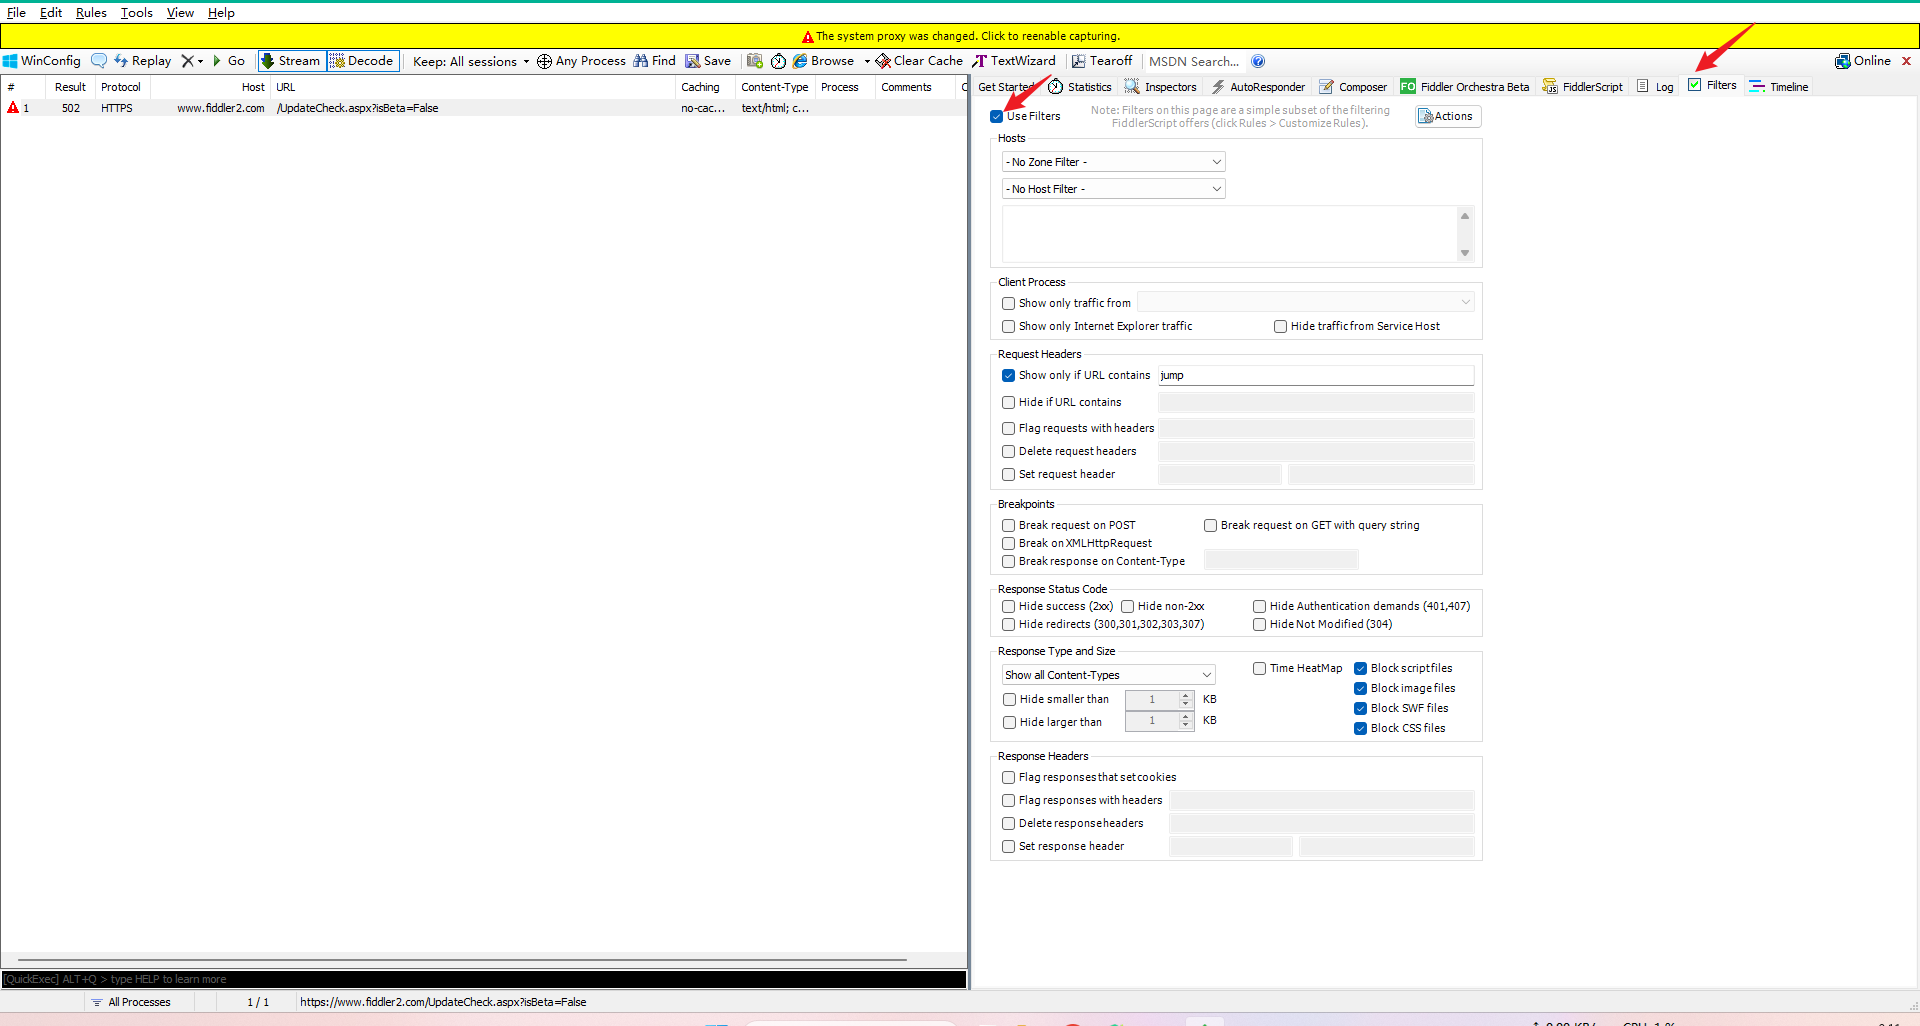 File Edit Rules Tools View Help
The system proxy was changed. Click to reenable capturing.
WinConfig Replay Go Stream Decode Keep: All sessions Any Process Find Save Browse Clear Cache TextWizard Tearoff MSDN Search... Online
# Result Protocol Host URL Caching Content-Type Process Comments C
1 502 HTTPS www.fiddler2.com /UpdateCheck.aspx?isBeta=False no-cac... text/html; c...
Get Started Statistics Inspectors AutoResponder Composer FO Fiddler Orchestra Beta FiddlerScript Log Filters Timeline
Use Filters
Note: Filters on this page are a simple subset of the filtering
FiddlerScript offers (click Rules > Customize Rules).
Actions
Hosts
- No Zone Filter -
- No Host Filter -
Client Process
Show only traffic from
Show only Internet Explorer traffic Hide traffic from Service Host
Request Headers
Show only if URL contains jump
Hide if URL contains
Flag requests with headers
Delete request headers
Set request header
Breakpoints
Break request on POST Break request on GET with query string
Break on XMLHttpRequest
Break response on Content-Type
Response Status Code
Hide success (2xx) Hide non-2xx Hide Authentication demands (401,407)
Hide redirects (300,301,302,303,307) Hide Not Modified (304)
Response Type and Size
Show all Content-Types Time HeatMap Block script files
Block image files
Hide smaller than 1 KB
Block SWF files
Hide larger than 1 KB
Block CSS files
Response Headers
Flag responses that set cookies
Flag responses with headers
Delete response headers
Set response header
[QuickExec] ALT+Q > type HELP to learn more
All Processes 1 / 1 https://www.fiddler2.com/UpdateCheck.aspx?isBeta=False